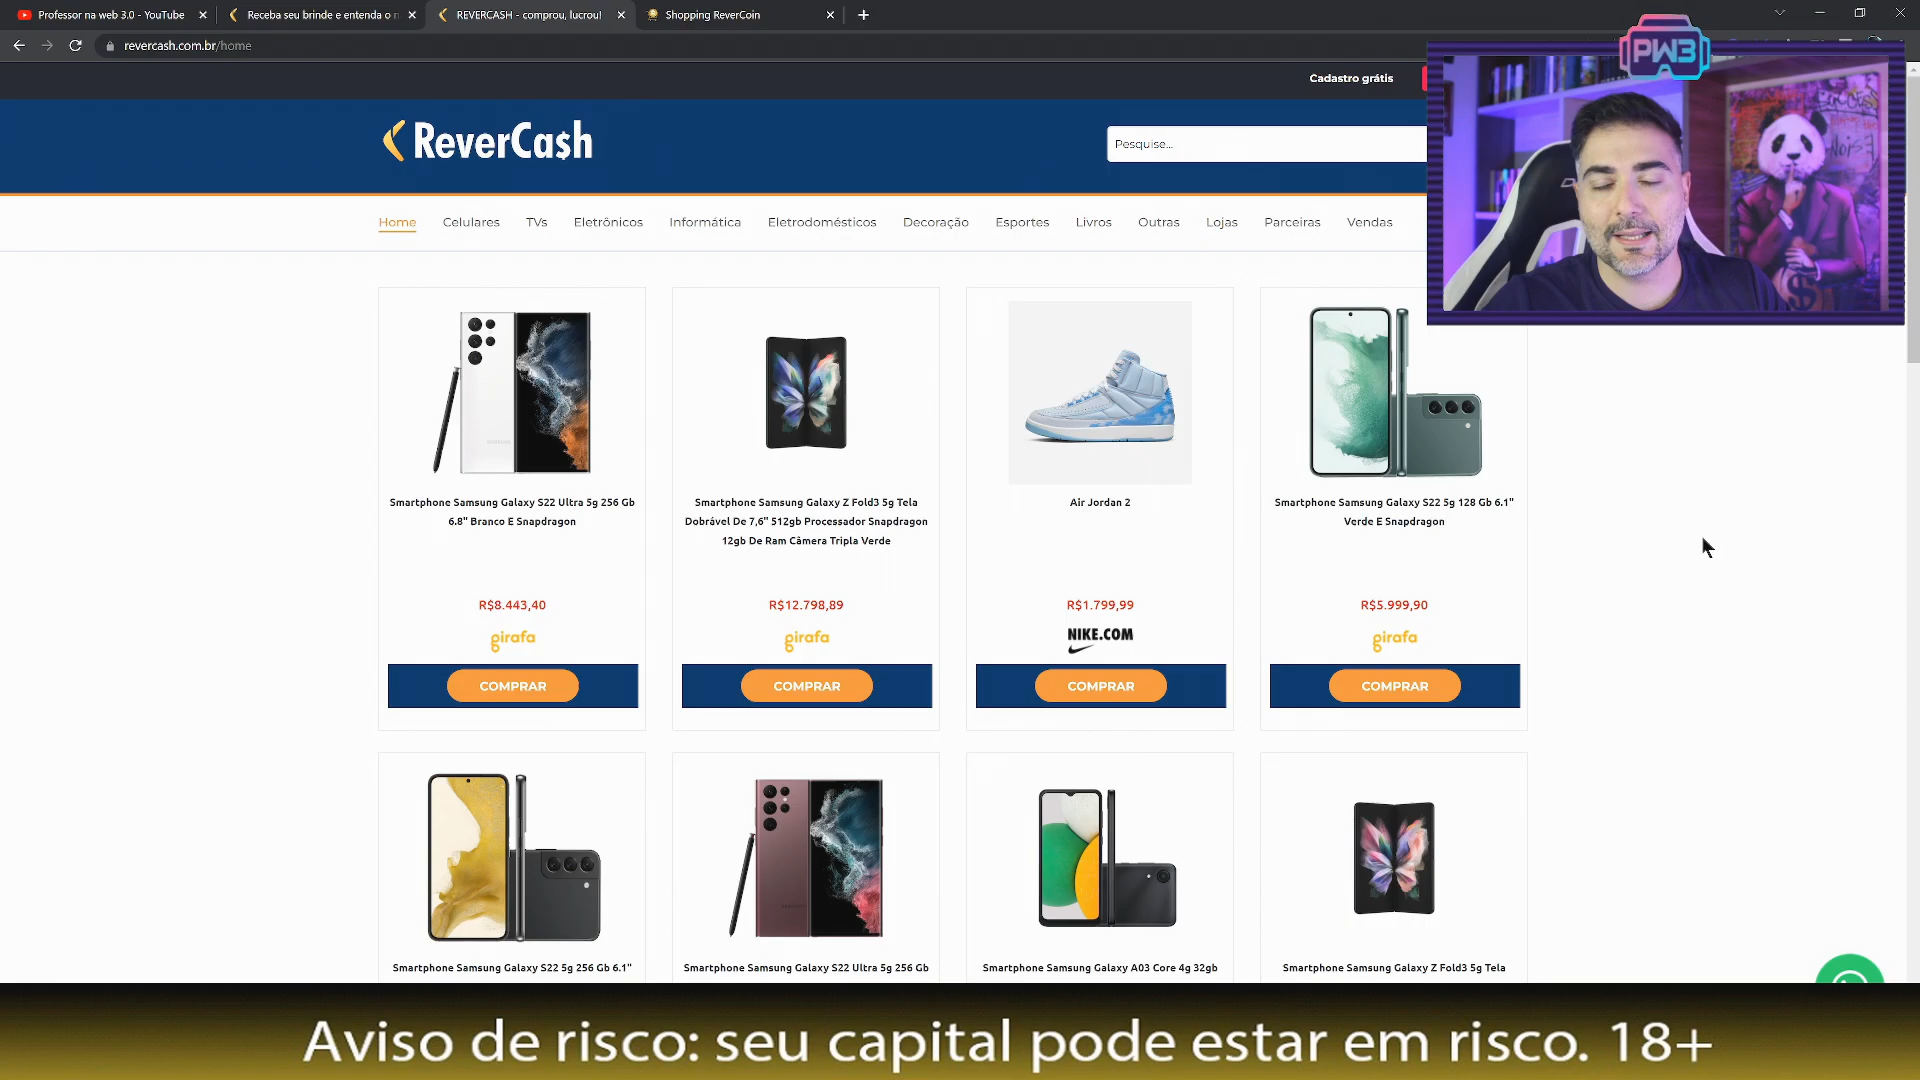 Professor na web 3.0 - YouTube
Receba seu brinde e entenda o n
REVERCASH - comprou, lucrou!
Shopping ReverCoin
revercash.com.br/home
Cadastro grátis
PW3
ReverCash
Pesquise...
Home
Celulares
TVs
Eletrônicos
Informática
Eletrodomésticos
Decoração
Esportes
Livros
Outras
Lojas
Parceiras
Vendas
Smartphone Samsung Galaxy S22 Ultra 5g 256 Gb
6.8" Branco E Snapdragon
R$8.443,40
girafa
COMPRAR
Smartphone Samsung Galaxy Z Fold3 5g Tela
Dobrável De 7,6" 512gb Processador Snapdragon
12gb De Ram Câmera Tripla Verde
R$12.798,89
girafa
COMPRAR
Air Jordan 2
R$1.799,99
NIKE.COM
COMPRAR
Smartphone Samsung Galaxy S22 5g 128 Gb 6.1"
Verde E Snapdragon
R$5.999,90
girafa
COMPRAR
Smartphone Samsung Galaxy S22 5g 256 Gb 6.1"
Smartphone Samsung Galaxy S22 Ultra 5g 256 Gb
Smartphone Samsung Galaxy A03 Core 4g 32gb
Smartphone Samsung Galaxy Z Fold3 5g Tela
Aviso de risco: seu capital pode estar em risco. 18+